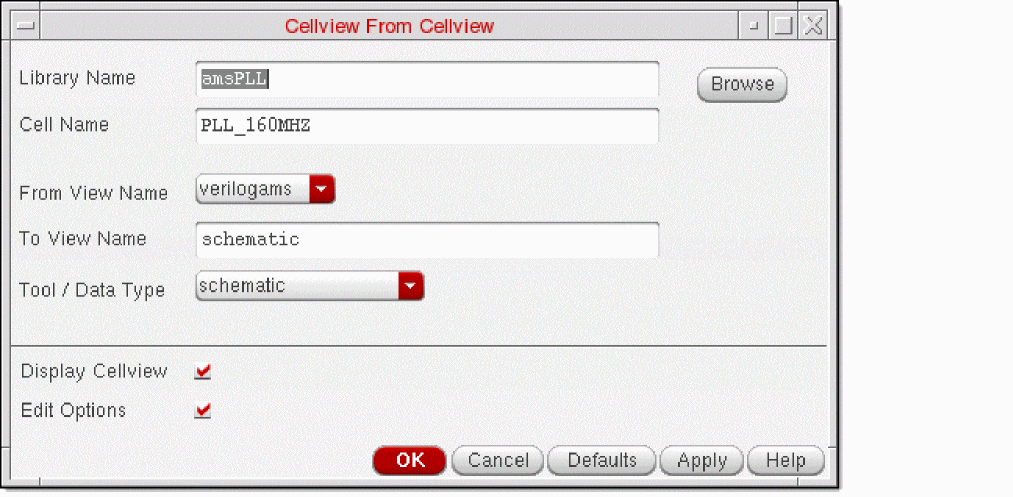 Cellview From Cellview
Library Name amsPLL Browse
Cell Name PLL_160MHZ
From View Name verilogams
To View Name schematic
Tool / Data Type schematic
Display Cellview
Edit Options
OK Cancel Defaults Apply Help